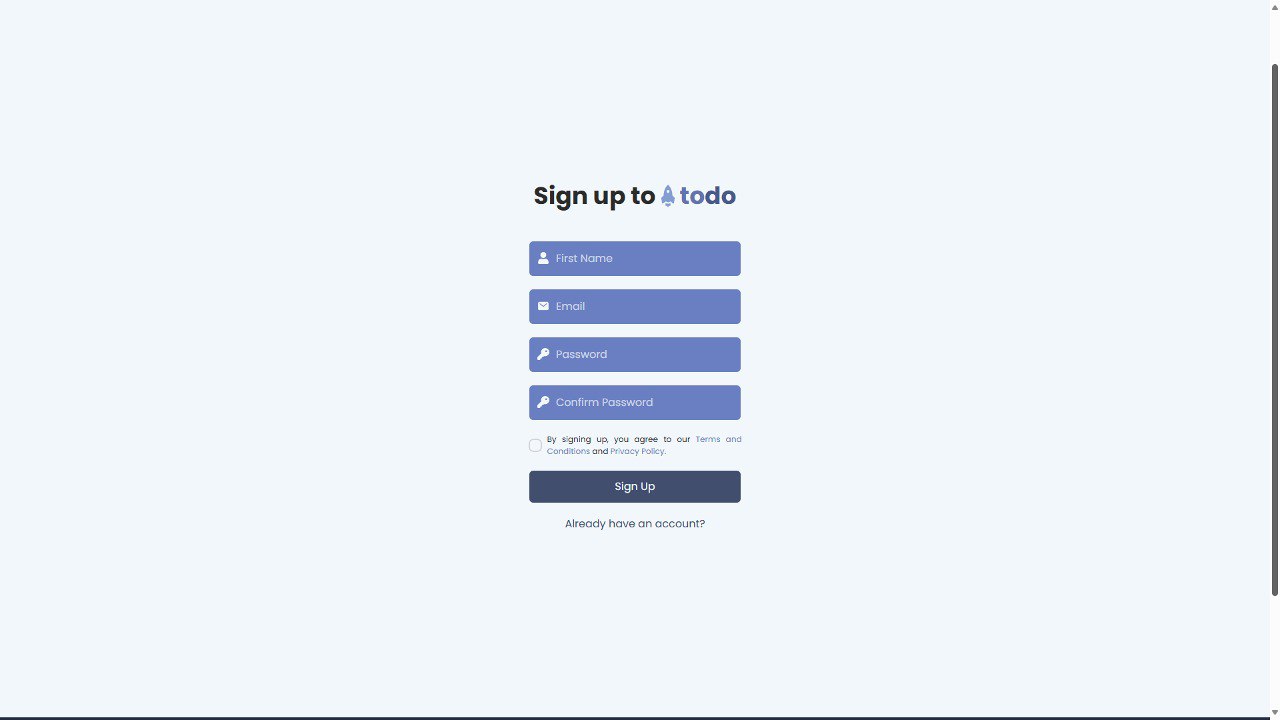 Sign up to todo
First Name
Email
Password
Confirm Password
By signing up, you agree to our Terms and
Conditions and Privacy Policy.
Sign Up
Already have an account?